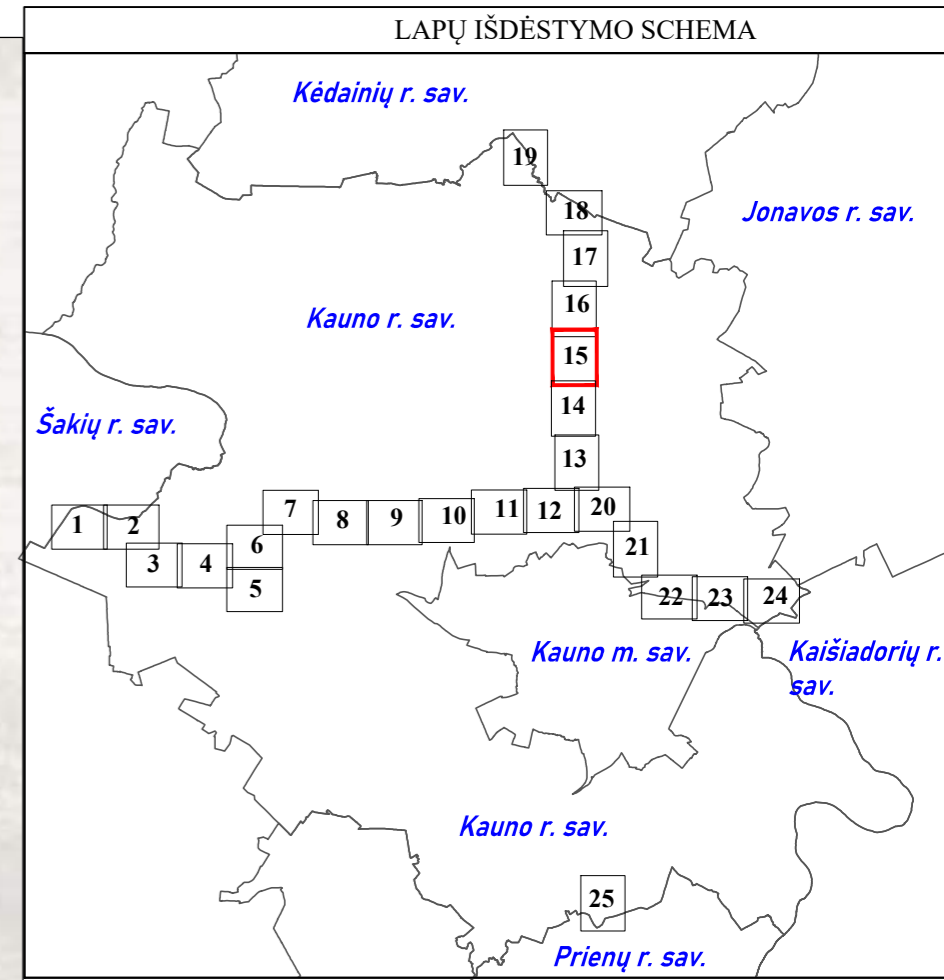 LAPŲ IŠDĖSTYMO SCHEMA
Kėdainių r. sav.
19
18
Jonavos r. sav.
17
16
Kauno r. sav.
15
14
Šakių r. sav.
13
7
11
12
20
1
2
8
9
10
6
21
3
4
5
22
23
24
Kauno m. sav.
Kaišiadorių r.
sav.
Kauno r. sav.
25
Prienų r. sav.